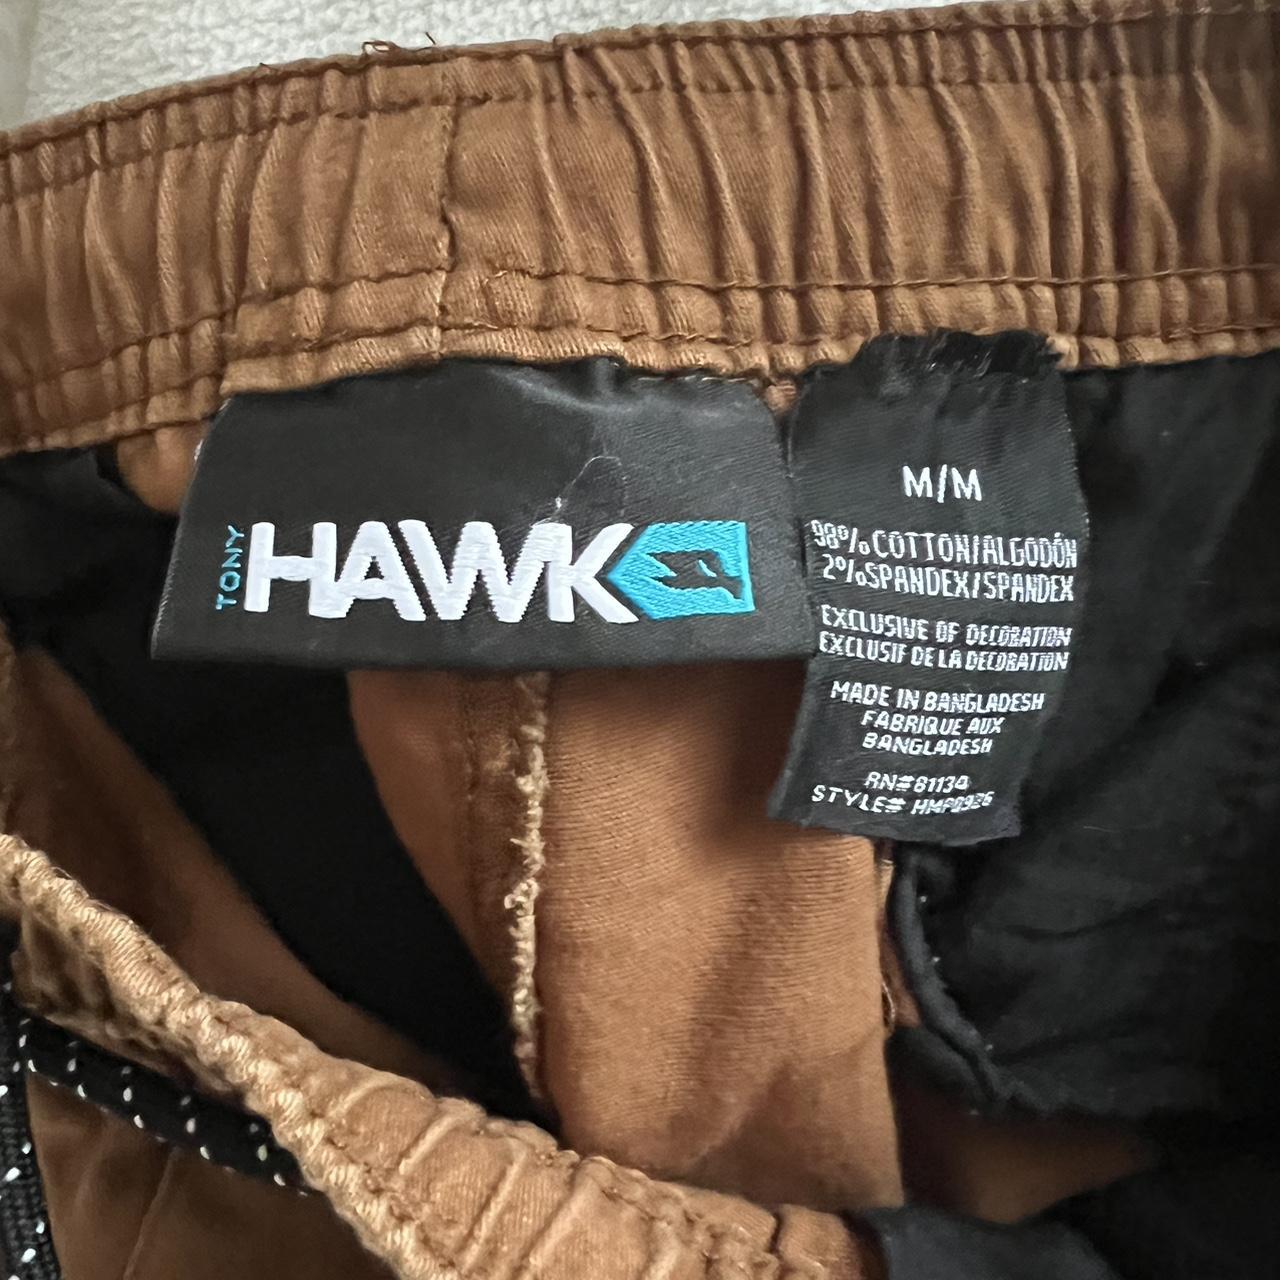 TONY
HAWK
M/M
98% COTTON/ALGODÓN
2% SPANDEX/SPANDEX
EXCLUSIVE OF DECORATION
EXCLUSIF DE LA DECORATION
MADE IN BANGLADESH
FABRIQUE AUX
BANGLADESH
RN#81134
STYLE#